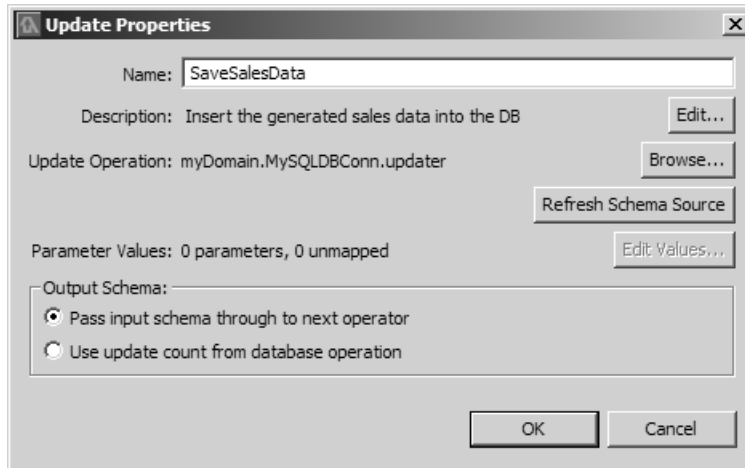 Update Properties
Name: SaveSalesData
Description: Insert the generated sales data into the DB Edit...
Update Operation: myDomain.MySQLDBConn.updater Browse...
Refresh Schema Source
Parameter Values: 0 parameters, 0 unmapped Edit Values...
Output Schema:
Pass input schema through to next operator
Use update count from database operation
OK Cancel